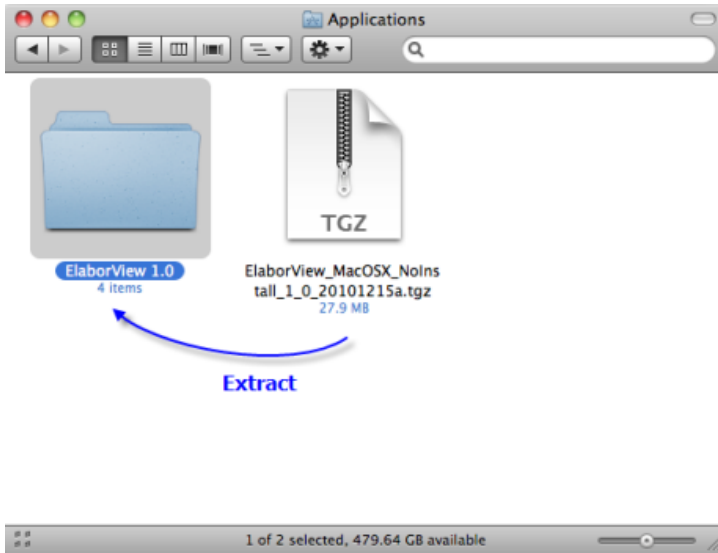 Applications
TGZ
ElaborView 1.0
4 items
ElaborView_MacOSX_NoIns
tall_1_0_20101215a.tgz
27.9 MB
Extract
1 of 2 selected, 479.64 GB available